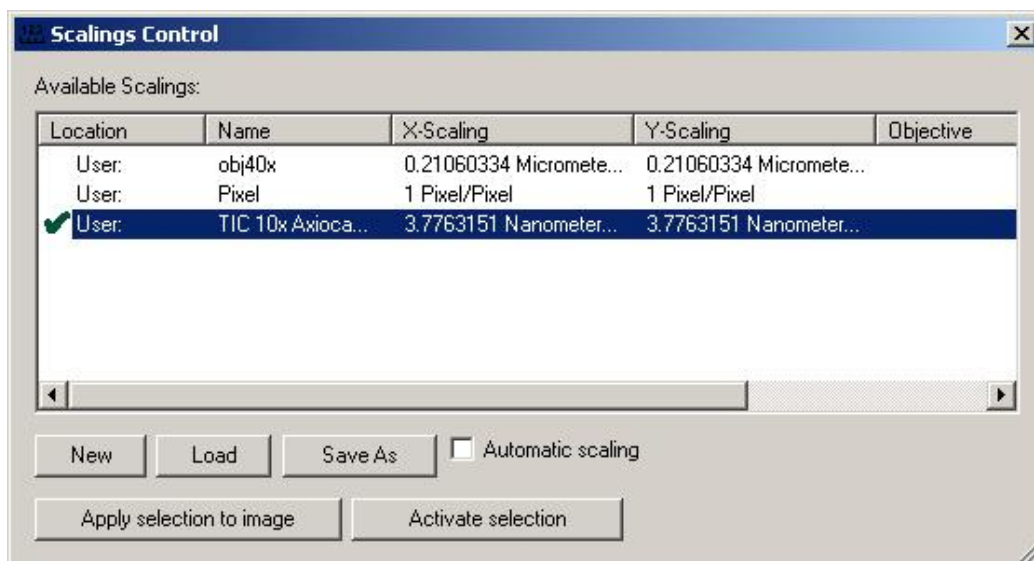 Scalings Control
Available Scalings:
Location Name X-Scaling Y-Scaling Objective
User: obj40x 0.21060334 Micromete... 0.21060334 Micromete...
User: Pixel 1 Pixel/Pixel 1 Pixel/Pixel
User: TIC 10x Axioca... 3.7763151 Nanometer... 3.7763151 Nanometer...
New Load Save As Automatic scaling
Apply selection to image Activate selection